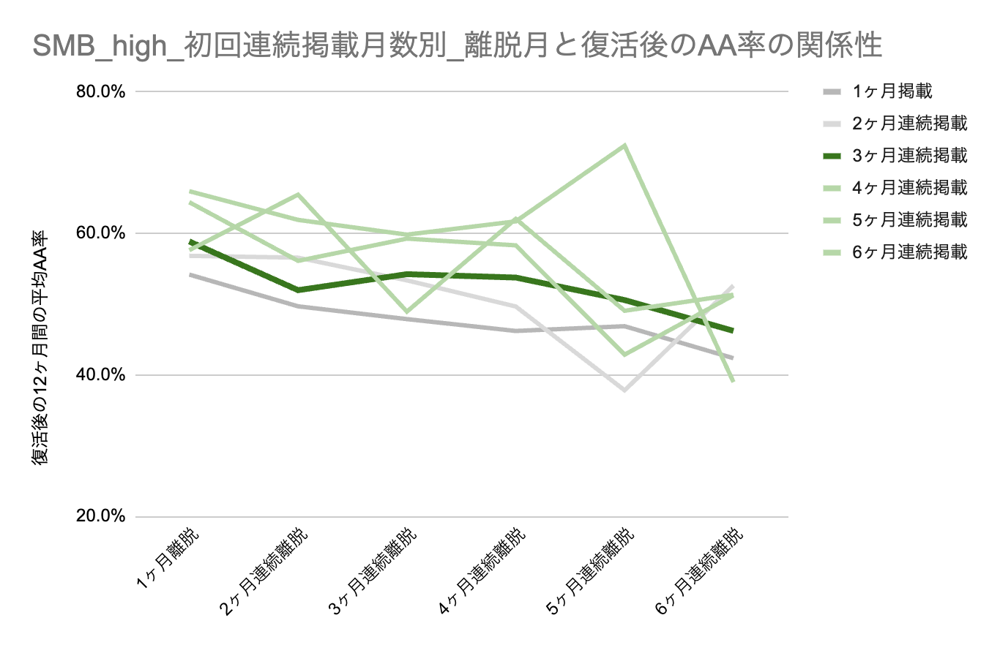 SMB_high_初回連続掲載月数別_離脱月と復活後のAA率の関係性
80.0%
60.0%
40.0%
20.0%
復活後の12ヶ月間の平均AA率
1ヶ月離脱
2ヶ月連続離脱
3ヶ月連続離脱
4ヶ月連続離脱
5ヶ月連続離脱
6ヶ月連続離脱
1ヶ月掲載
2ヶ月連続掲載
3ヶ月連続掲載
4ヶ月連続掲載
5ヶ月連続掲載
6ヶ月連続掲載